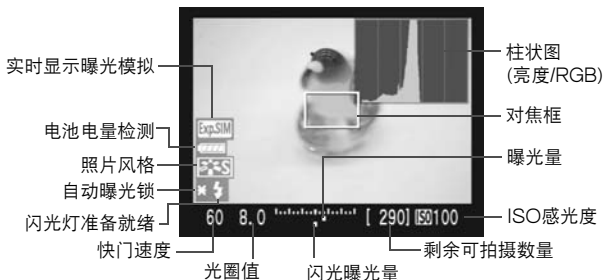 实时显示曝光模拟
电池电量检测
照片风格
自动曝光锁
闪光灯准备就绪
快门速度
光圈值
闪光曝光量
剩余可拍摄数量
ISO感光度
曝光量
对焦框
柱状图
(亮度/RGB)
Exp.SIM
S
60 8.0 [ 290] ISO 100